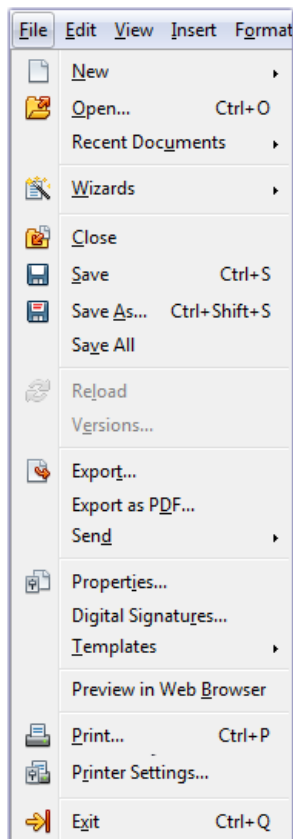 File Edit View Insert Format
New
Open... Ctrl+O
Recent Documents
Wizards
Close
Save Ctrl+S
Save As... Ctrl+Shift+S
Save All
Reload
Versions...
Export...
Export as PDF...
Send
Properties...
Digital Signatures...
Templates
Preview in Web Browser
Print... Ctrl+P
Printer Settings...
Exit Ctrl+Q